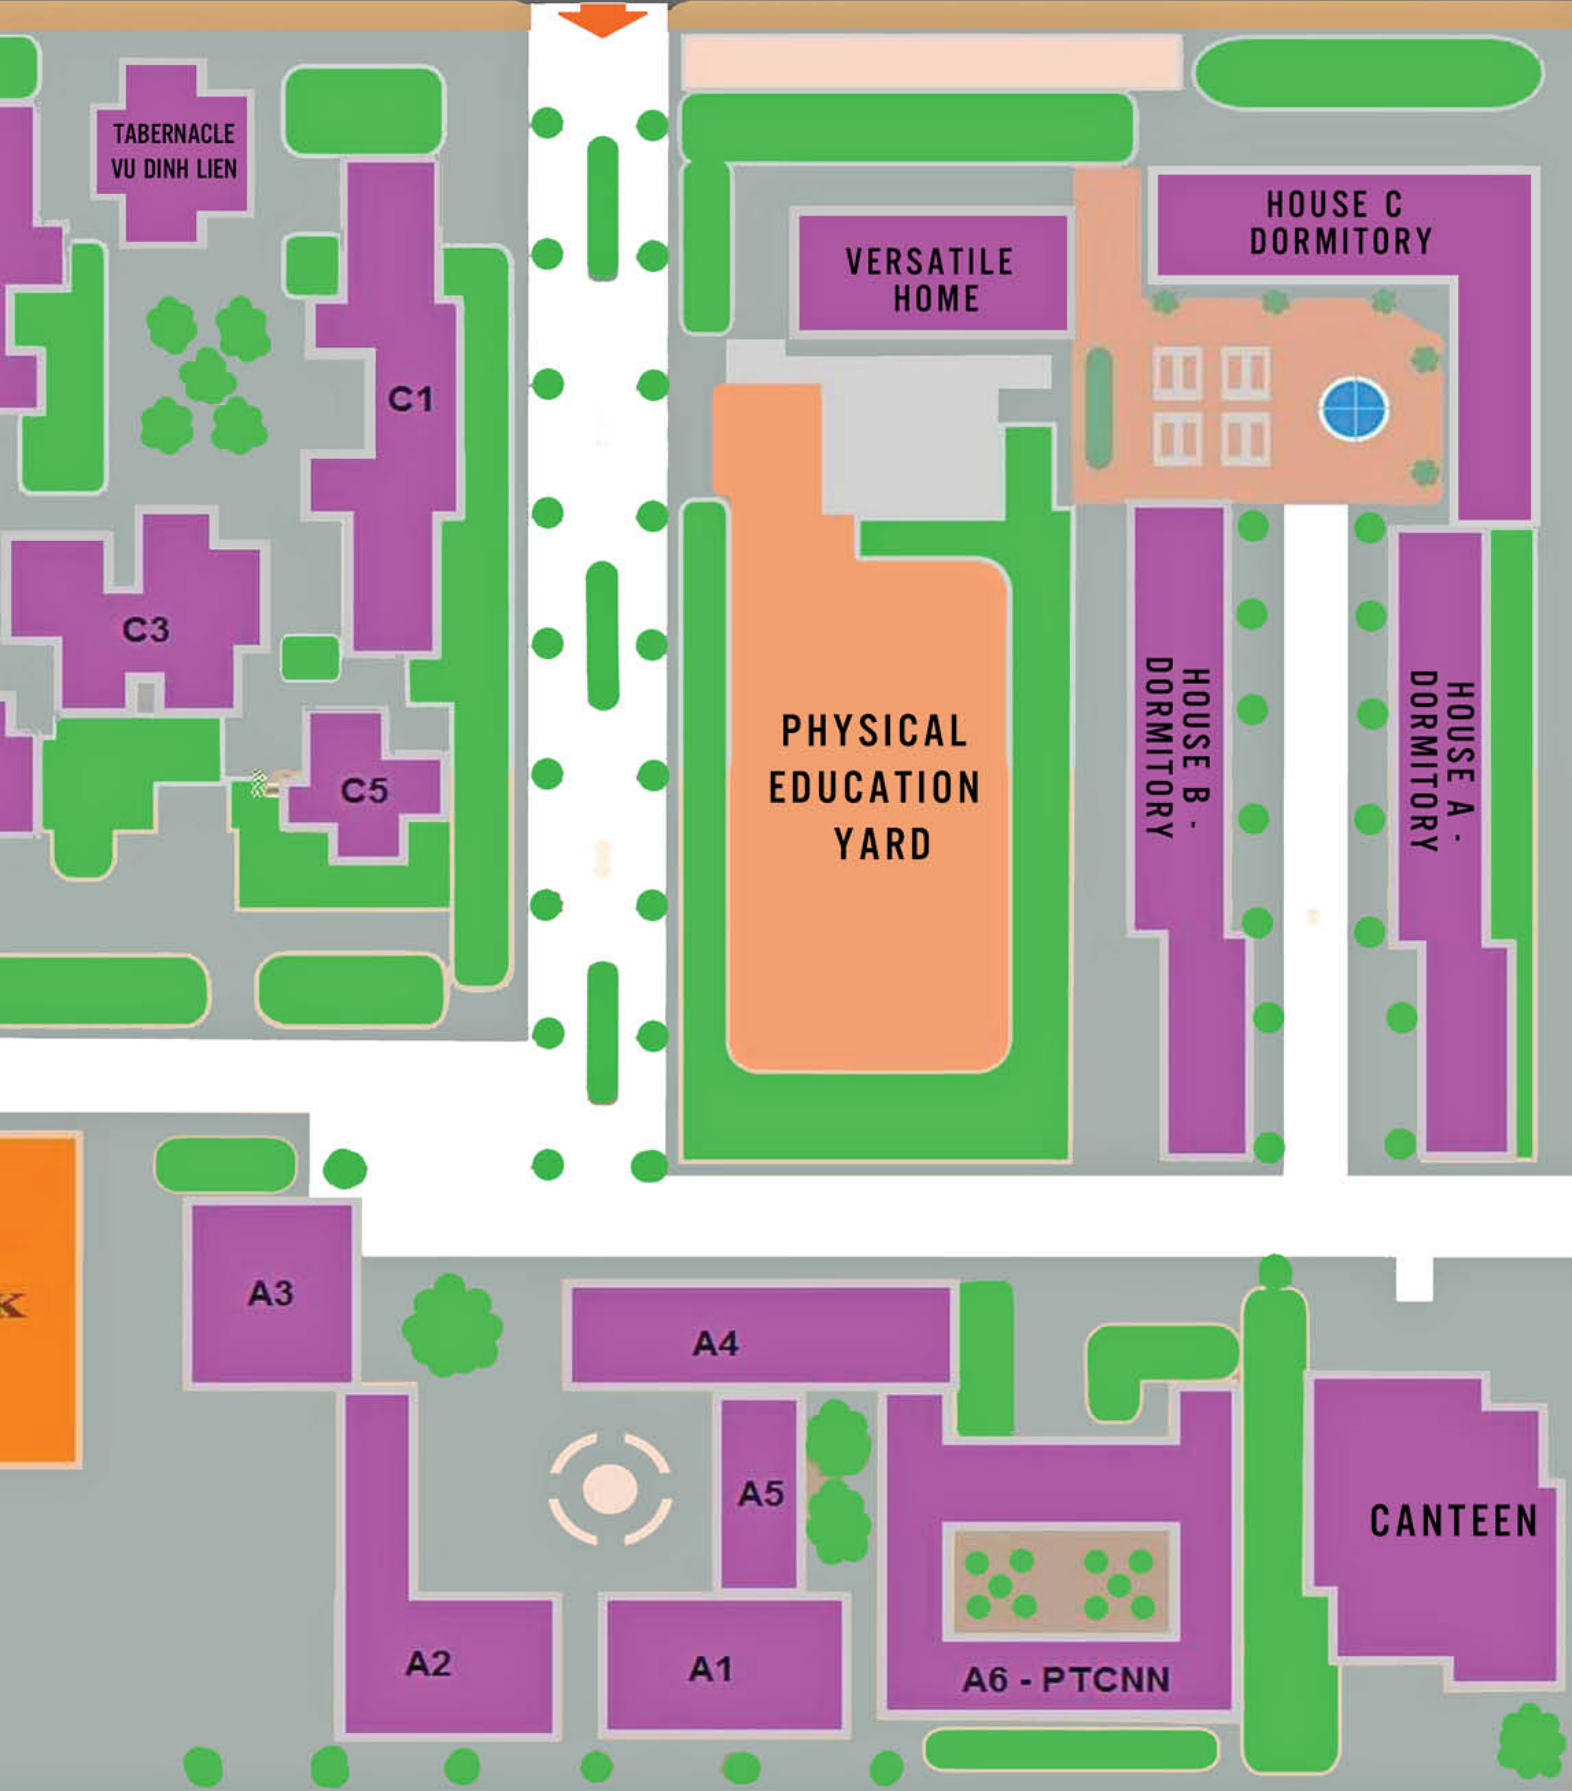 TABERNACLE
VU DINH LIEN
HOUSE C
DORMITORY
VERSATILE
HOME
C1
C3
C5
PHYSICAL
EDUCATION
YARD
HOUSE B -
DORMITORY
HOUSE A -
DORMITORY
K
A3
A4
A5
CANTEEN
A2
A1
A6 - PTCNN